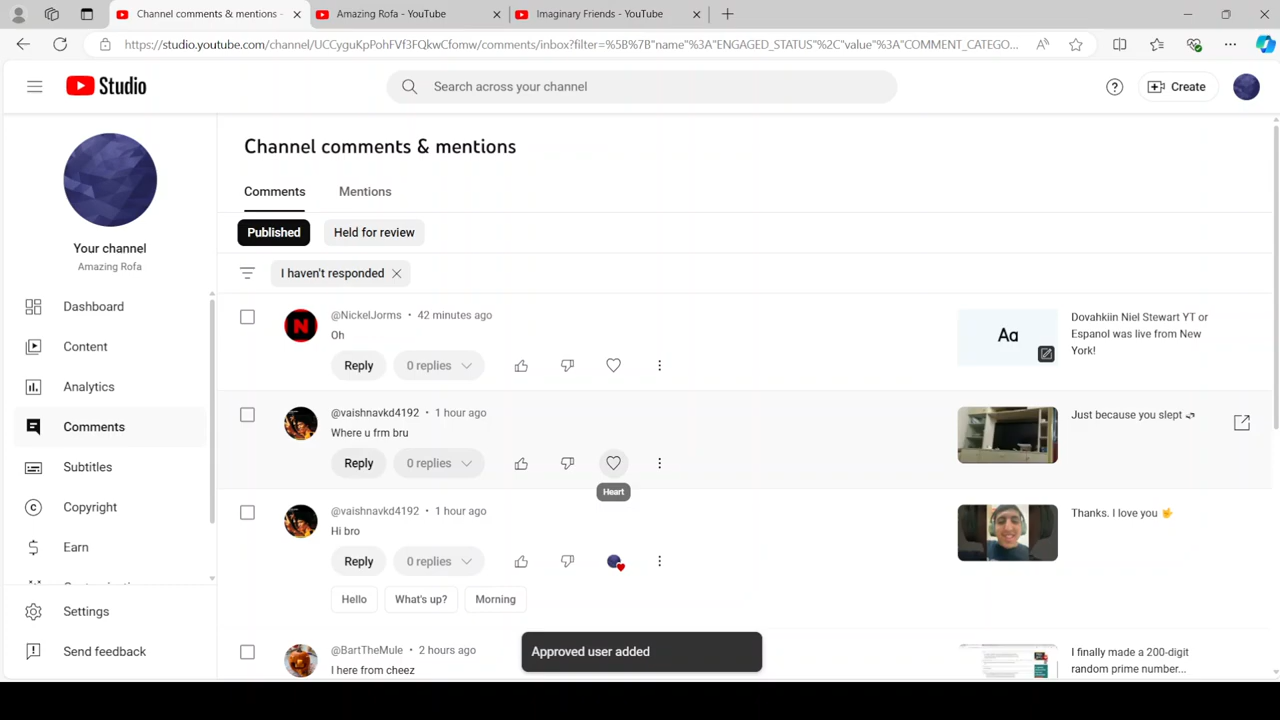 Channel comments & mentions -
Amazing Rofa - YouTube
Imaginary Friends - YouTube
https://studio.youtube.com/channel/UCCyguKpPohFVf3FQkwCfomw/comments/inbox?filter=%5B%7B"name"%3A"ENGAGED_STATUS"%2C"value"%3A"COMMENT_CATEGO...
Studio
Search across your channel
Create
Channel comments & mentions
Comments
Mentions
Published
Held for review
I haven't responded
Your channel
Amazing Rofa
Dashboard
Content
Analytics
Comments
Subtitles
Copyright
Earn
Settings
Send feedback
@NickelJorms • 42 minutes ago
Oh
Reply
0 replies
Aa
Dovahkiin Niel Stewart YT or
Espanol was live from New
York!
@vaishnavkd4192 • 1 hour ago
Where u frm bru
Reply
0 replies
Heart
Just because you slept
@vaishnavkd4192 • 1 hour ago
Hi bro
Reply
0 replies
Hello
What's up?
Morning
Thanks. I love you
@BartTheMule • 2 hours ago
I here from cheez
I finally made a 200-digit
random prime number...
Approved user added